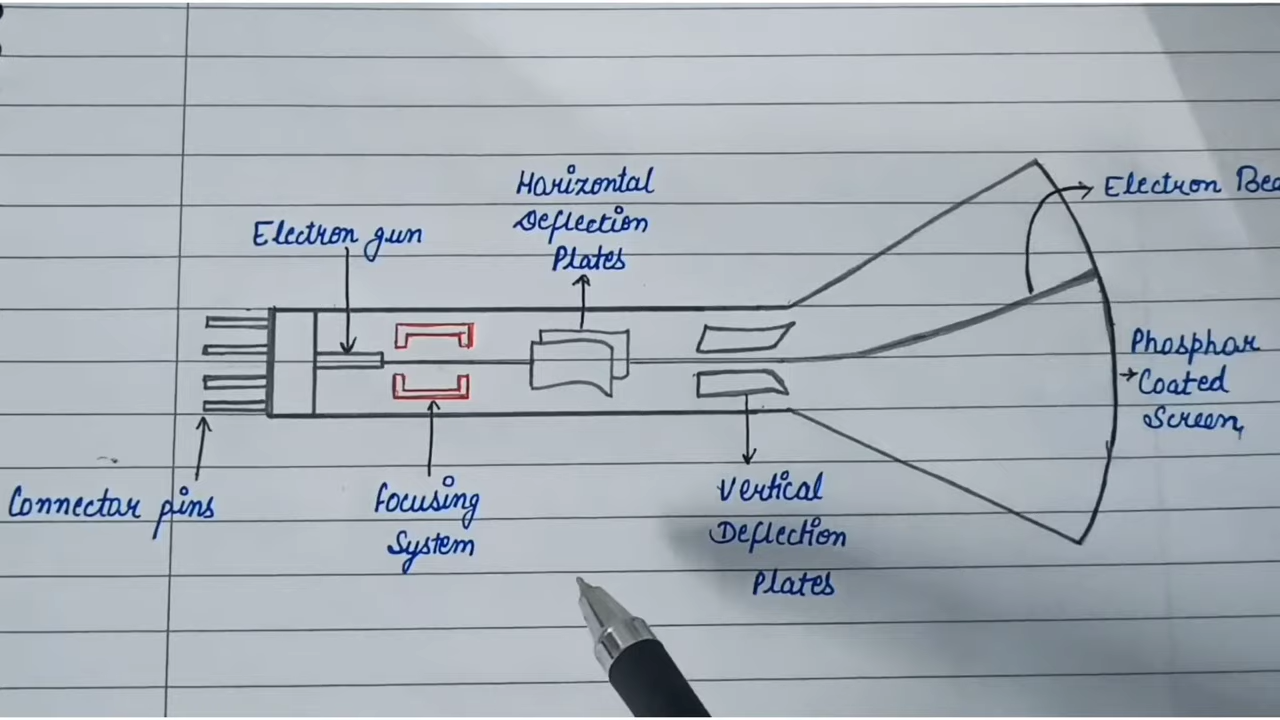 Horizontal
Deflection
Plates
Electron gun
Electron Bea
Phosphor
Coated
Screen
Connector pins
Focusing
System
Vertical
Deflection
Plates